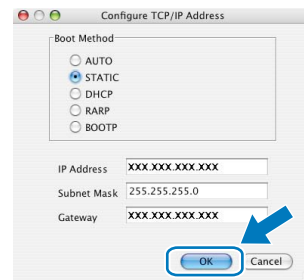 Configure TCP/IP Address
Boot Method
AUTO
STATIC
DHCP
RARP
BOOTP
IP Address XXX.XXX.XXX.XXX
Subnet Mask 255.255.255.0
Gateway XXX.XXX.XXX.XXX
OK Cancel